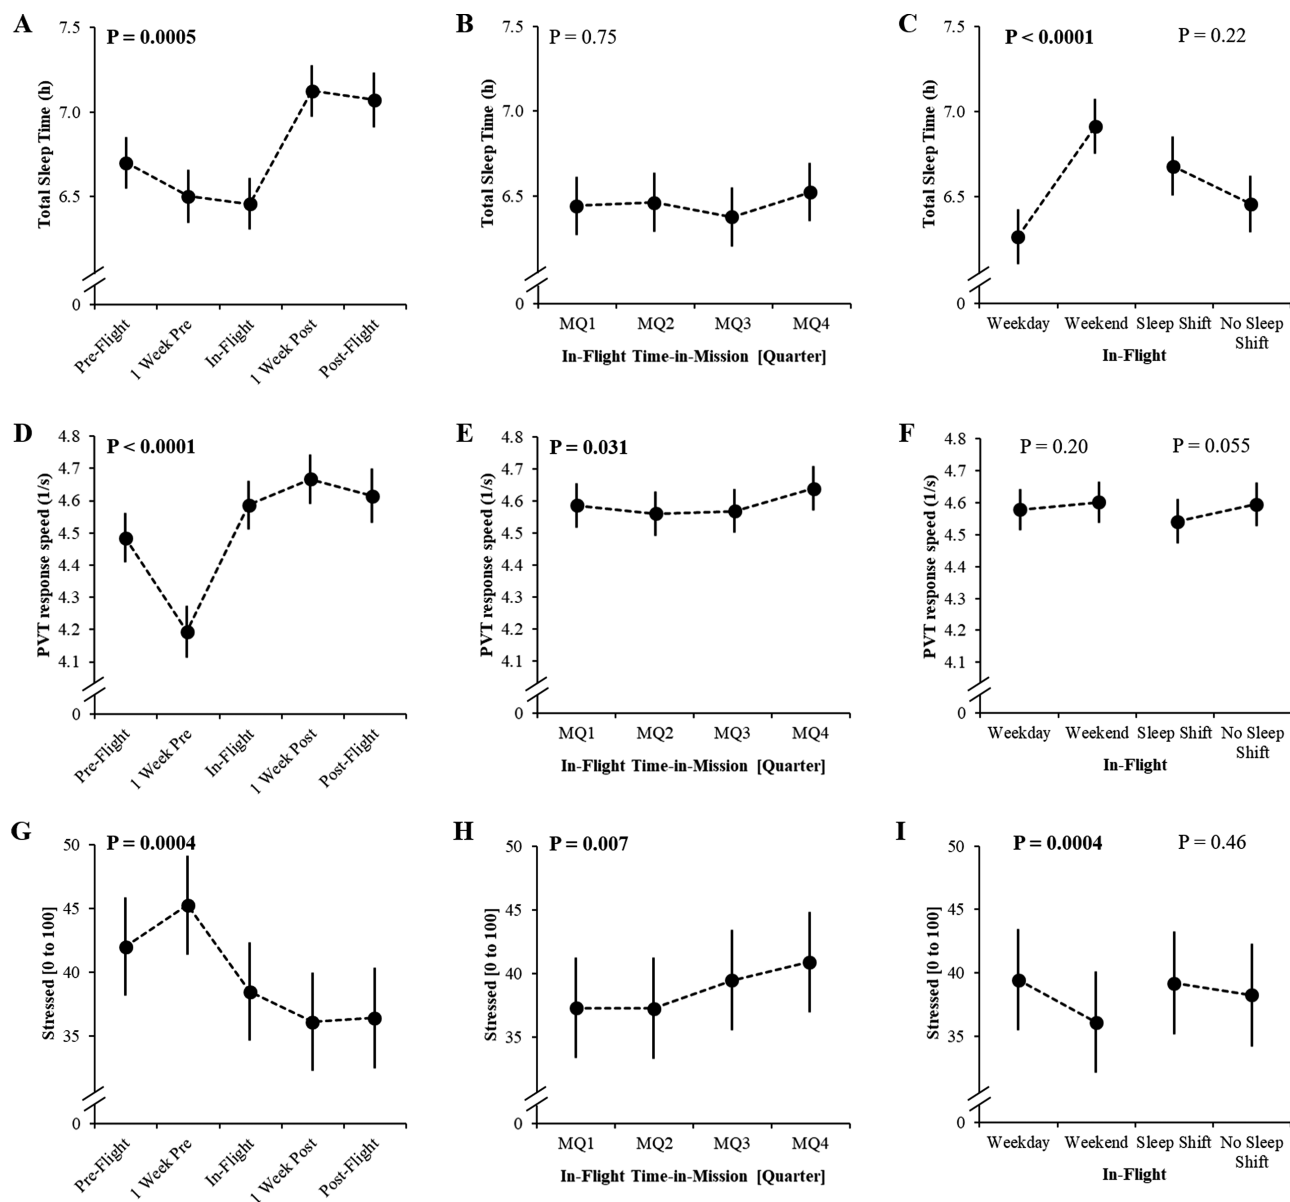 A
P = 0.0005
Total Sleep Time (h)
7.5
7.0
6.5
0
Pre-Flight
1 Week Pre
In-Flight
1 Week Post
Post-Flight
B
P = 0.75
Total Sleep Time (h)
7.5
7.0
6.5
0
MQ1 MQ2 MQ3 MQ4
In-Flight Time-in-Mission [Quarter]
C
P < 0.0001 P = 0.22
Total Sleep Time (h)
7.5
7.0
6.5
0
Weekday Weekend Sleep Shift No Sleep
Shift
In-Flight
D
P < 0.0001
PVT response speed (1/s)
4.8
4.7
4.6
4.5
4.4
4.3
4.2
4.1
0
Pre-Flight
1 Week Pre
In-Flight
1 Week Post
Post-Flight
E
P = 0.031
PVT response speed (1/s)
4.8
4.7
4.6
4.5
4.4
4.3
4.2
4.1
0
MQ1 MQ2 MQ3 MQ4
In-Flight Time-in-Mission [Quarter]
F
P = 0.20 P = 0.055
PVT response speed (1/s)
4.8
4.7
4.6
4.5
4.4
4.3
4.2
4.1
0
Weekday Weekend Sleep Shift No Sleep
Shift
In-Flight
G
P = 0.0004
Stressed [0 to 100]
50
45
40
35
0
Pre-Flight
1 Week Pre
In-Flight
1 Week Post
Post-Flight
H
P = 0.007
Stressed [0 to 100]
50
45
40
35
0
MQ1 MQ2 MQ3 MQ4
In-Flight Time-in-Mission [Quarter]
I
P = 0.0004 P = 0.46
Stressed [0 to 100]
50
45
40
35
0
Weekday Weekend Sleep Shift No Sleep
Shift
In-Flight